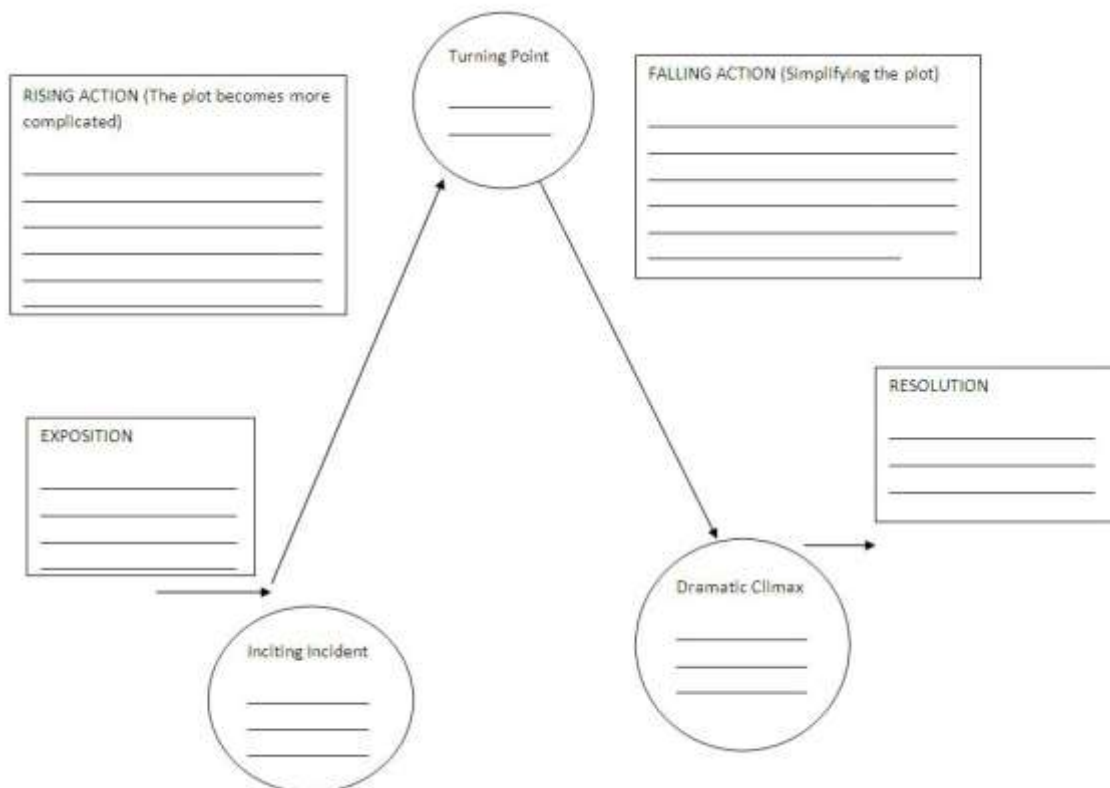 Turning Point
RISING ACTION (The plot becomes more
complicated)
FALLING ACTION (Simplifying the plot)
EXPOSITION
RESOLUTION
Inciting Incident
Dramatic Climax